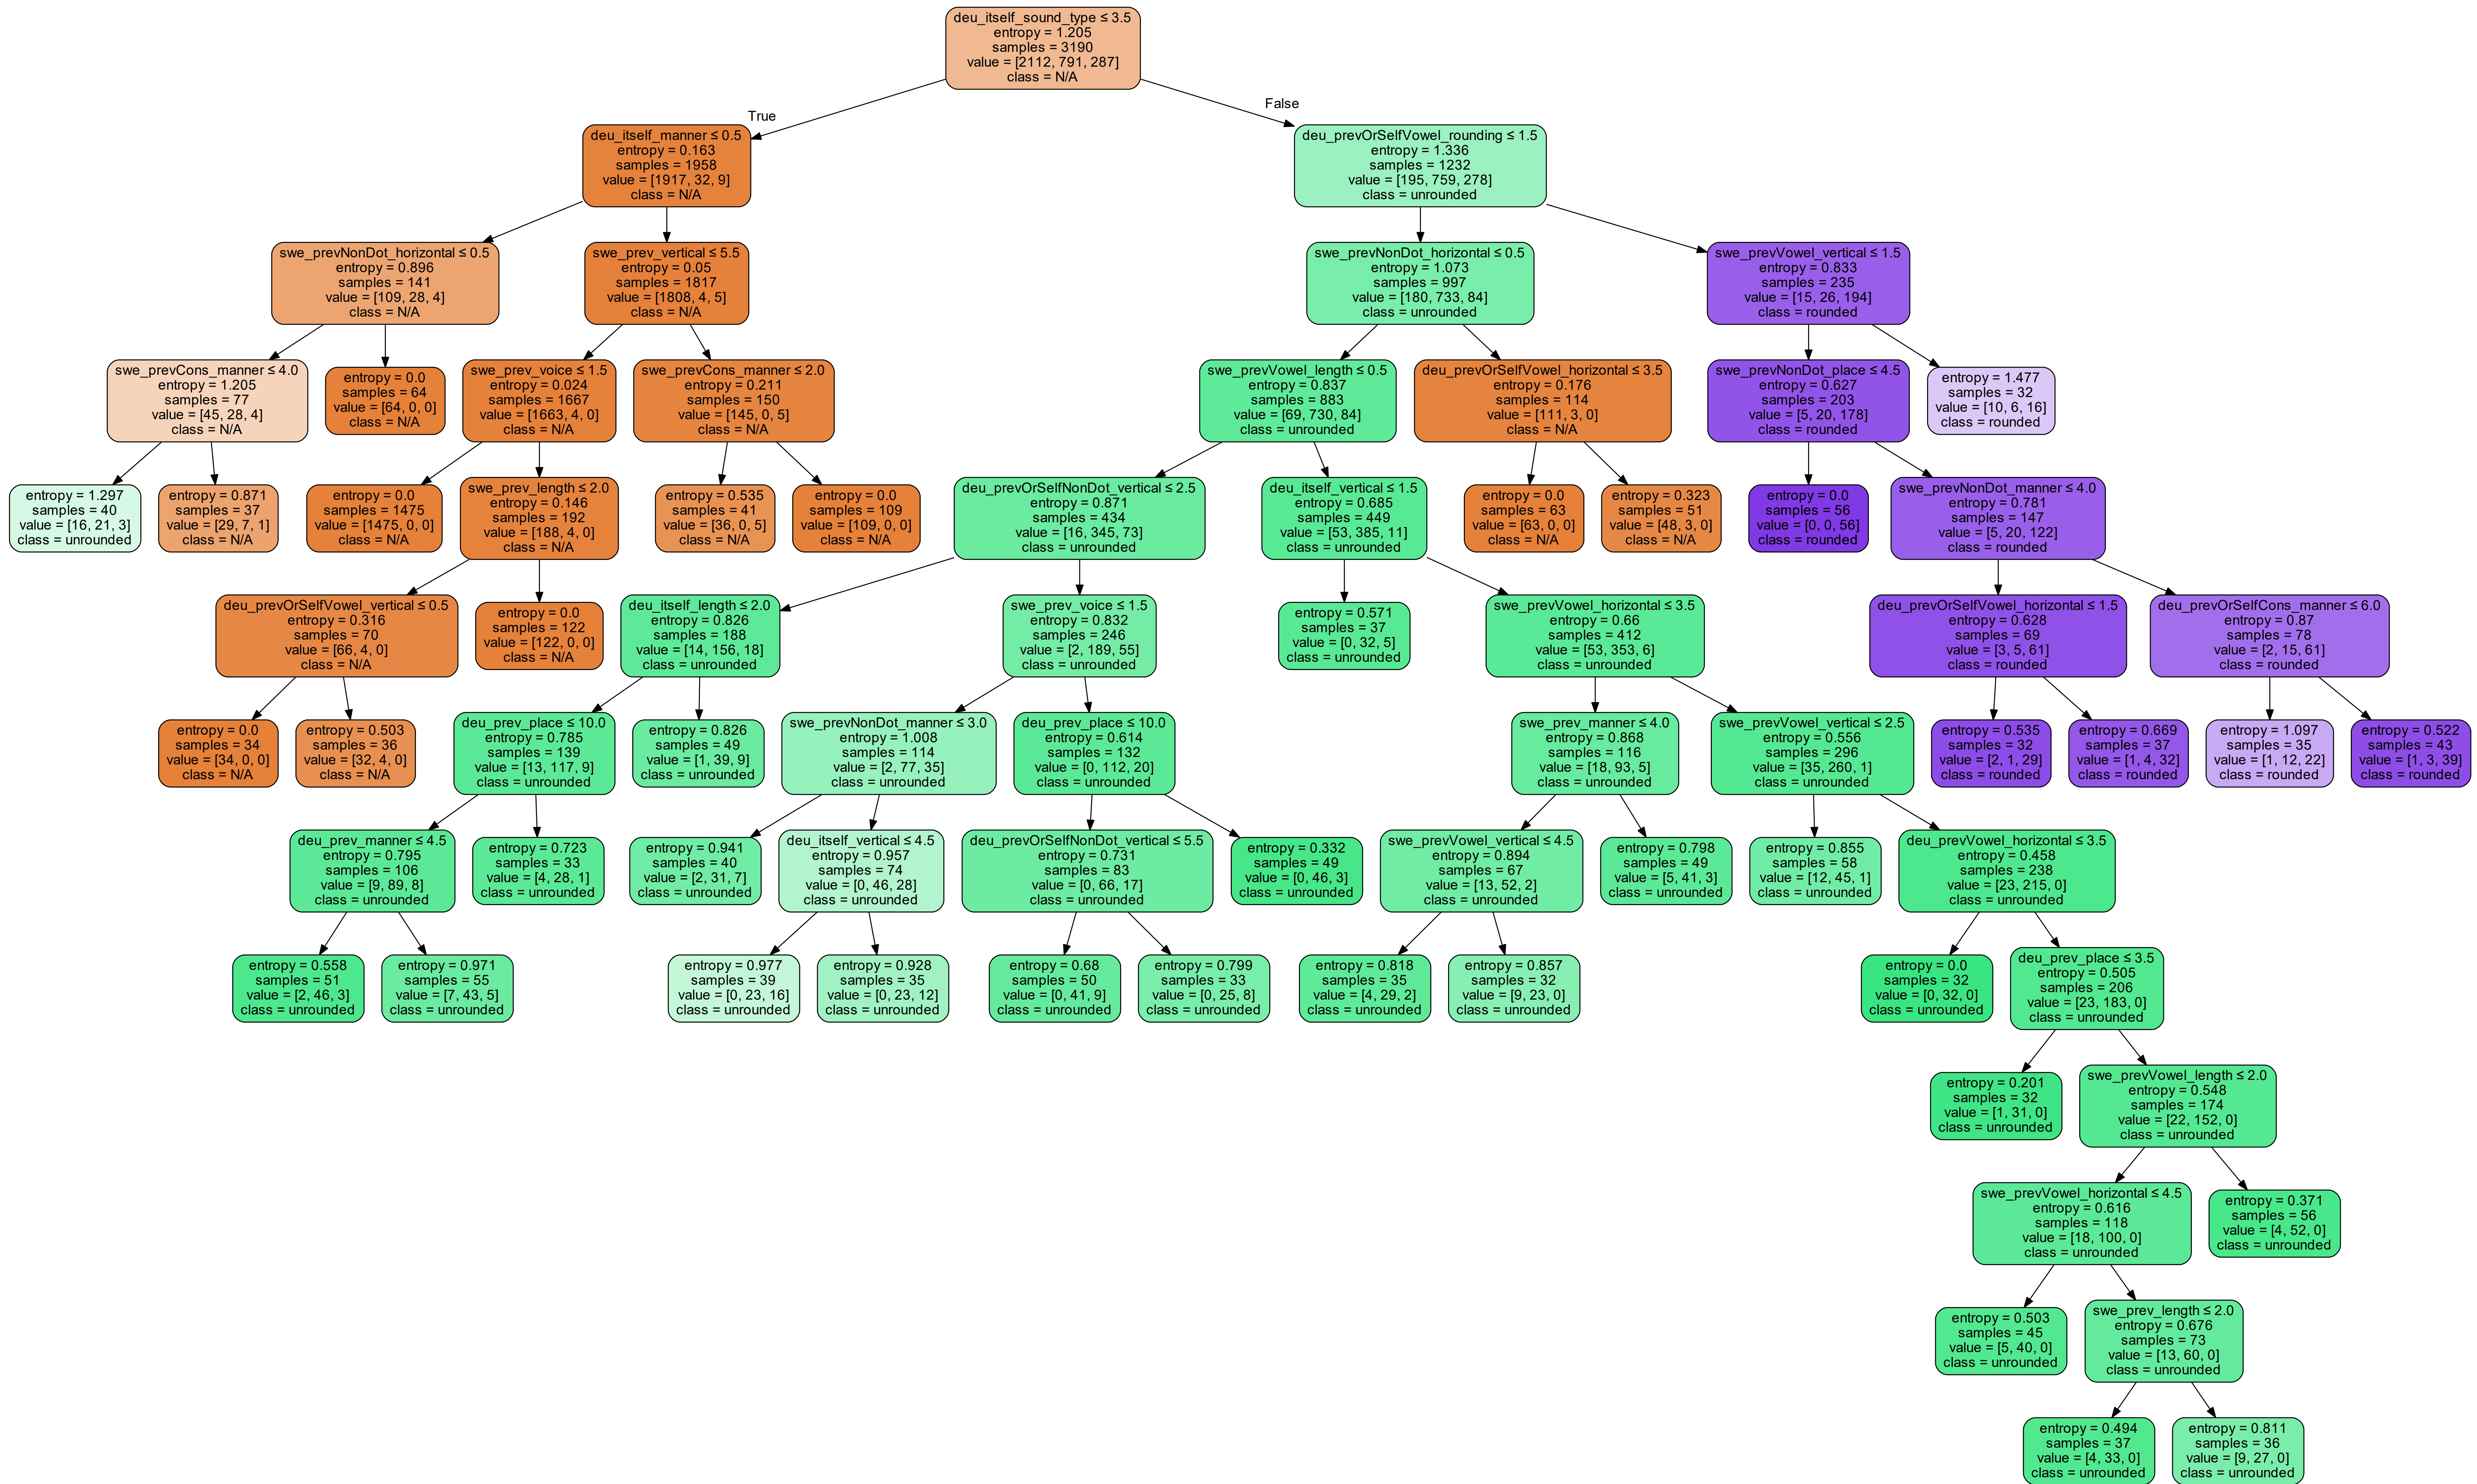 deu_itself_sound_type ≤ 3.5
entropy = 1.205
samples = 3190
value = [2112, 791, 287]
class = N/A
True
False
deu_itself_manner ≤ 0.5
entropy = 0.163
samples = 1958
value = [1917, 32, 9]
class = N/A
deu_prevOrSelfVowel_rounding ≤ 1.5
entropy = 1.336
samples = 1232
value = [195, 759, 278]
class = unrounded
swe_prevNonDot_horizontal ≤ 0.5
entropy = 0.896
samples = 141
value = [109, 28, 4]
class = N/A
swe_prev_vertical ≤ 5.5
entropy = 0.05
samples = 1817
value = [1808, 4, 5]
class = N/A
swe_prevNonDot_horizontal ≤ 0.5
entropy = 1.073
samples = 997
value = [180, 733, 84]
class = unrounded
swe_prevVowel_vertical ≤ 1.5
entropy = 0.833
samples = 235
value = [15, 26, 194]
class = rounded
swe_prevCons_manner ≤ 4.0
entropy = 1.205
samples = 77
value = [45, 28, 4]
class = N/A
entropy = 0.0
samples = 64
value = [64, 0, 0]
class = N/A
swe_prev_voice ≤ 1.5
entropy = 0.024
samples = 1667
value = [1663, 4, 0]
class = N/A
swe_prevCons_manner ≤ 2.0
entropy = 0.211
samples = 150
value = [145, 0, 5]
class = N/A
swe_prevVowel_length ≤ 0.5
entropy = 0.837
samples = 883
value = [69, 730, 84]
class = unrounded
deu_prevOrSelfVowel_horizontal ≤ 3.5
entropy = 0.176
samples = 114
value = [111, 3, 0]
class = N/A
swe_prevNonDot_place ≤ 4.5
entropy = 0.627
samples = 203
value = [5, 20, 178]
class = rounded
entropy = 1.477
samples = 32
value = [10, 6, 16]
class = rounded
entropy = 1.297
samples = 40
value = [16, 21, 3]
class = unrounded
entropy = 0.871
samples = 37
value = [29, 7, 1]
class = N/A
entropy = 0.0
samples = 1475
value = [1475, 0, 0]
class = N/A
swe_prev_length ≤ 2.0
entropy = 0.146
samples = 192
value = [188, 4, 0]
class = N/A
entropy = 0.535
samples = 41
value = [36, 0, 5]
class = N/A
entropy = 0.0
samples = 109
value = [109, 0, 0]
class = N/A
deu_prevOrSelfNonDot_vertical ≤ 2.5
entropy = 0.871
samples = 434
value = [16, 345, 73]
class = unrounded
deu_itself_vertical ≤ 1.5
entropy = 0.685
samples = 449
value = [53, 385, 11]
class = unrounded
entropy = 0.0
samples = 63
value = [63, 0, 0]
class = N/A
entropy = 0.323
samples = 51
value = [48, 3, 0]
class = N/A
entropy = 0.0
samples = 56
value = [0, 0, 56]
class = rounded
swe_prevNonDot_manner ≤ 4.0
entropy = 0.781
samples = 147
value = [5, 20, 122]
class = rounded
deu_prevOrSelfVowel_vertical ≤ 0.5
entropy = 0.316
samples = 70
value = [66, 4, 0]
class = N/A
entropy = 0.0
samples = 122
value = [122, 0, 0]
class = N/A
deu_itself_length ≤ 2.0
entropy = 0.826
samples = 188
value = [14, 156, 18]
class = unrounded
swe_prev_voice ≤ 1.5
entropy = 0.832
samples = 246
value = [2, 189, 55]
class = unrounded
entropy = 0.571
samples = 37
value = [0, 32, 5]
class = unrounded
swe_prevVowel_horizontal ≤ 3.5
entropy = 0.66
samples = 412
value = [53, 353, 6]
class = unrounded
deu_prevOrSelfVowel_horizontal ≤ 1.5
entropy = 0.628
samples = 69
value = [3, 5, 61]
class = rounded
deu_prevOrSelfCons_manner ≤ 6.0
entropy = 0.87
samples = 78
value = [2, 15, 61]
class = rounded
entropy = 0.0
samples = 34
value = [34, 0, 0]
class = N/A
entropy = 0.503
samples = 36
value = [32, 4, 0]
class = N/A
deu_prev_place ≤ 10.0
entropy = 0.785
samples = 139
value = [13, 117, 9]
class = unrounded
entropy = 0.826
samples = 49
value = [1, 39, 9]
class = unrounded
swe_prevNonDot_manner ≤ 3.0
entropy = 1.008
samples = 114
value = [2, 77, 35]
class = unrounded
deu_prev_place ≤ 10.0
entropy = 0.614
samples = 132
value = [0, 112, 20]
class = unrounded
swe_prev_manner ≤ 4.0
entropy = 0.868
samples = 116
value = [18, 93, 5]
class = unrounded
swe_prevVowel_vertical ≤ 2.5
entropy = 0.556
samples = 296
value = [35, 260, 1]
class = unrounded
entropy = 0.535
samples = 32
value = [2, 1, 29]
class = rounded
entropy = 0.669
samples = 37
value = [1, 4, 32]
class = rounded
entropy = 1.097
samples = 35
value = [1, 12, 22]
class = rounded
entropy = 0.522
samples = 43
value = [1, 3, 39]
class = rounded
deu_prev_manner ≤ 4.5
entropy = 0.795
samples = 106
value = [9, 89, 8]
class = unrounded
entropy = 0.723
samples = 33
value = [4, 28, 1]
class = unrounded
entropy = 0.941
samples = 40
value = [2, 31, 7]
class = unrounded
deu_itself_vertical ≤ 4.5
entropy = 0.957
samples = 74
value = [0, 46, 28]
class = unrounded
deu_prevOrSelfNonDot_vertical ≤ 5.5
entropy = 0.731
samples = 83
value = [0, 66, 17]
class = unrounded
entropy = 0.332
samples = 49
value = [0, 46, 3]
class = unrounded
swe_prevVowel_vertical ≤ 4.5
entropy = 0.894
samples = 67
value = [13, 52, 2]
class = unrounded
entropy = 0.798
samples = 49
value = [5, 41, 3]
class = unrounded
entropy = 0.855
samples = 58
value = [12, 45, 1]
class = unrounded
deu_prevVowel_horizontal ≤ 3.5
entropy = 0.458
samples = 238
value = [23, 215, 0]
class = unrounded
entropy = 0.558
samples = 51
value = [2, 46, 3]
class = unrounded
entropy = 0.971
samples = 55
value = [7, 43, 5]
class = unrounded
entropy = 0.977
samples = 39
value = [0, 23, 16]
class = unrounded
entropy = 0.928
samples = 35
value = [0, 23, 12]
class = unrounded
entropy = 0.68
samples = 50
value = [0, 41, 9]
class = unrounded
entropy = 0.799
samples = 33
value = [0, 25, 8]
class = unrounded
entropy = 0.818
samples = 35
value = [4, 29, 2]
class = unrounded
entropy = 0.857
samples = 32
value = [9, 23, 0]
class = unrounded
entropy = 0.0
samples = 32
value = [0, 32, 0]
class = unrounded
deu_prev_place ≤ 3.5
entropy = 0.505
samples = 206
value = [23, 183, 0]
class = unrounded
entropy = 0.201
samples = 32
value = [1, 31, 0]
class = unrounded
swe_prevVowel_length ≤ 2.0
entropy = 0.548
samples = 174
value = [22, 152, 0]
class = unrounded
swe_prevVowel_horizontal ≤ 4.5
entropy = 0.616
samples = 118
value = [18, 100, 0]
class = unrounded
entropy = 0.371
samples = 56
value = [4, 52, 0]
class = unrounded
entropy = 0.503
samples = 45
value = [5, 40, 0]
class = unrounded
swe_prev_length ≤ 2.0
entropy = 0.676
samples = 73
value = [13, 60, 0]
class = unrounded
entropy = 0.494
samples = 37
value = [4, 33, 0]
class = unrounded
entropy = 0.811
samples = 36
value = [9, 27, 0]
class = unrounded